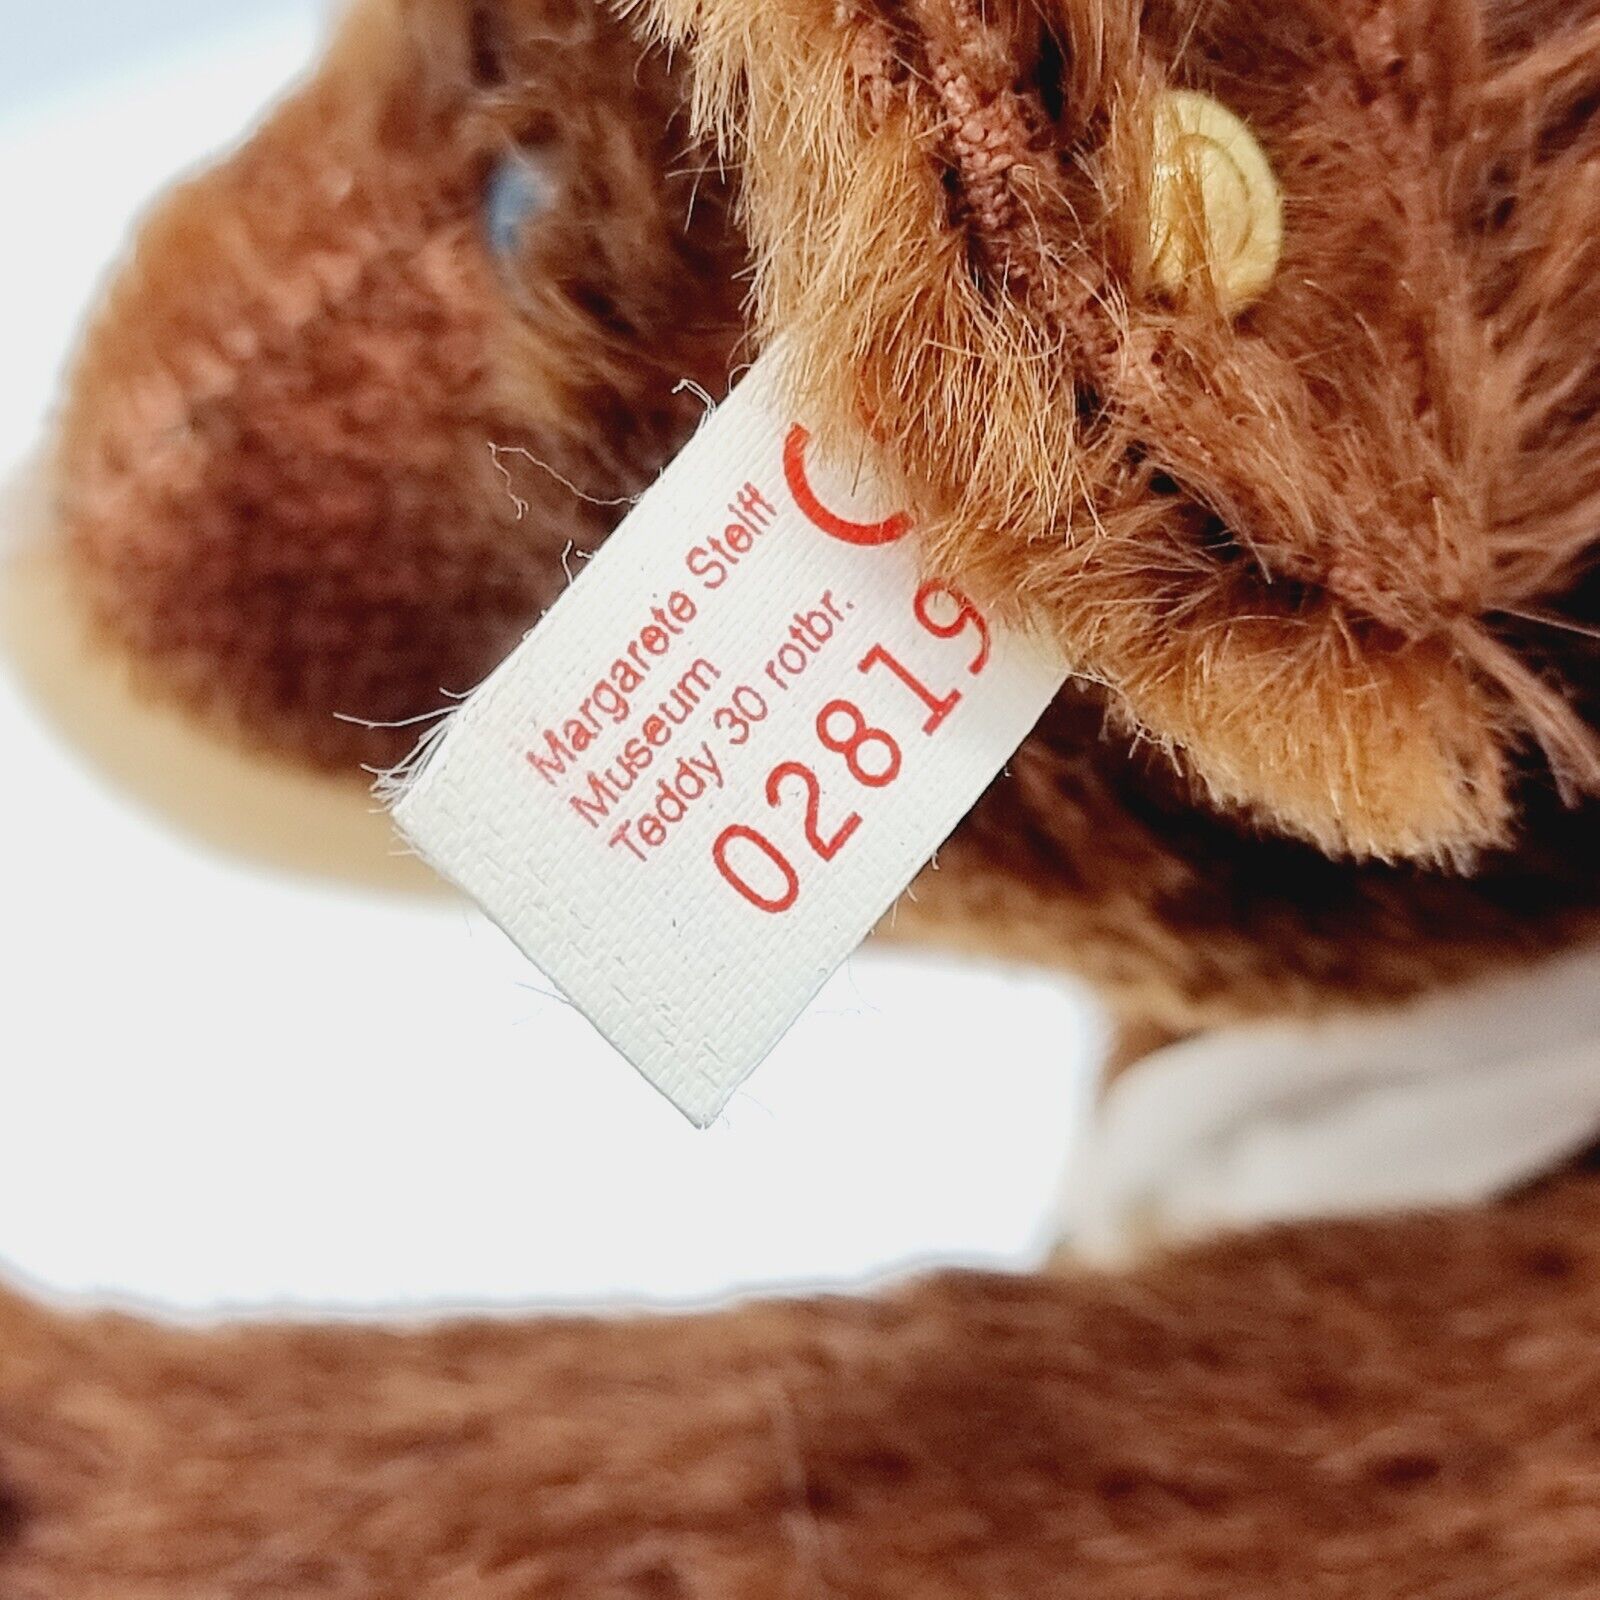 Margarete Steiff
Museum
Teddy 30 rotbr.
02819